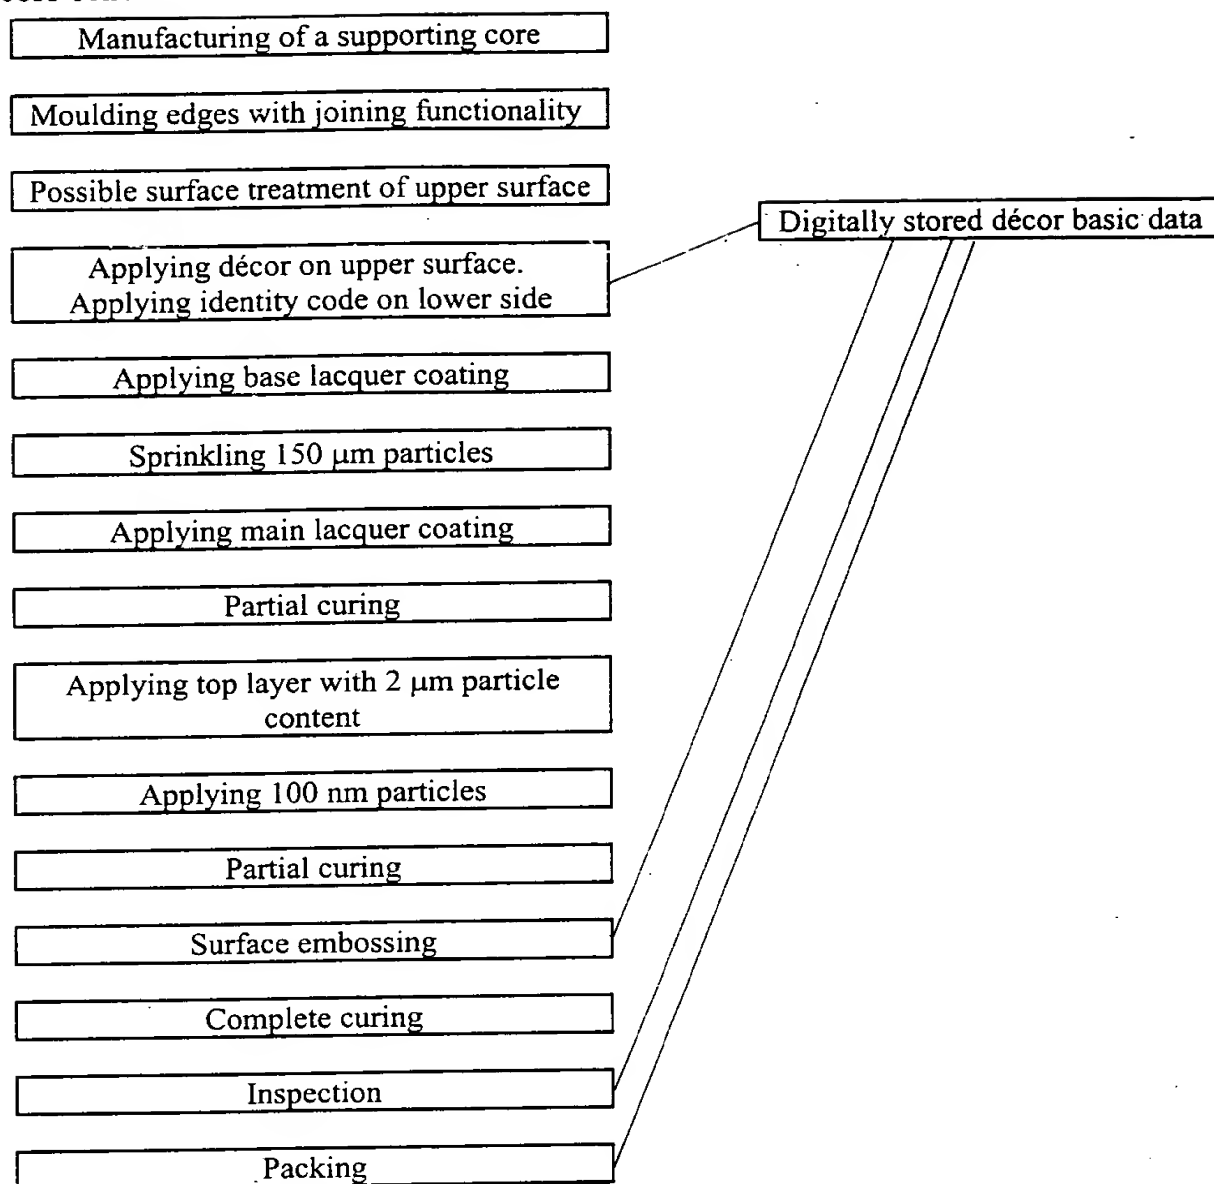 Manufacturing of a supporting core
Moulding edges with joining functionality
Possible surface treatment of upper surface
Digitally stored décor basic data
Applying décor on upper surface.
Applying identity code on lower side
Applying base lacquer coating
Sprinkling 150 µm particles
Applying main lacquer coating
Partial curing
Applying top layer with 2 µm particle
content
Applying 100 nm particles
Partial curing
Surface embossing
Complete curing
Inspection
Packing